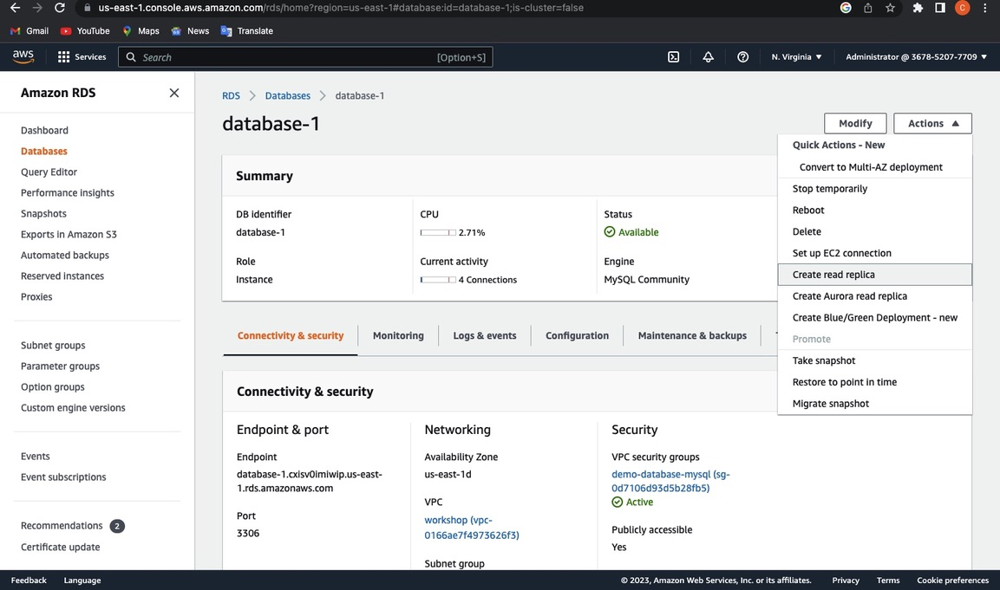 us-east-1.console.aws.amazon.com/rds/home?region=us-east-1#database:id=database-1;is-cluster=false
C
Gmail YouTube Maps News Translate
aws Services Search [Option+S] N. Virginia Administrator @ 3678-5207-7709
Amazon RDS
Dashboard
Databases
Query Editor
Performance insights
Snapshots
Exports in Amazon S3
Automated backups
Reserved instances
Proxies
Subnet groups
Parameter groups
Option groups
Custom engine versions
Events
Event subscriptions
Recommendations 2
Certificate update
RDS Databases database-1
database-1
Modify Actions
Quick Actions - New
Convert to Multi-AZ deployment
Stop temporarily
Reboot
Delete
Set up EC2 connection
Create read replica
Create Aurora read replica
Create Blue/Green Deployment - new
Promote
Take snapshot
Restore to point in time
Migrate snapshot
Summary
DB identifier
database-1
CPU
2.71%
Status
Available
Role
Instance
Current activity
4 Connections
Engine
MySQL Community
Connectivity & security Monitoring Logs & events Configuration Maintenance & backups
Connectivity & security
Endpoint & port
Endpoint
database-1.cxisv0imiwip.us-east-
1.rds.amazonaws.com
Port
3306
Networking
Availability Zone
us-east-1d
VPC
workshop (vpc-
0166ae7f4973626f3)
Subnet group
Security
VPC security groups
demo-database-mysql (sg-
0d7106d93d5b28fb5)
Active
Publicly accessible
Yes
Feedback Language © 2023, Amazon Web Services, Inc. or its affiliates. Privacy Terms Cookie preferences